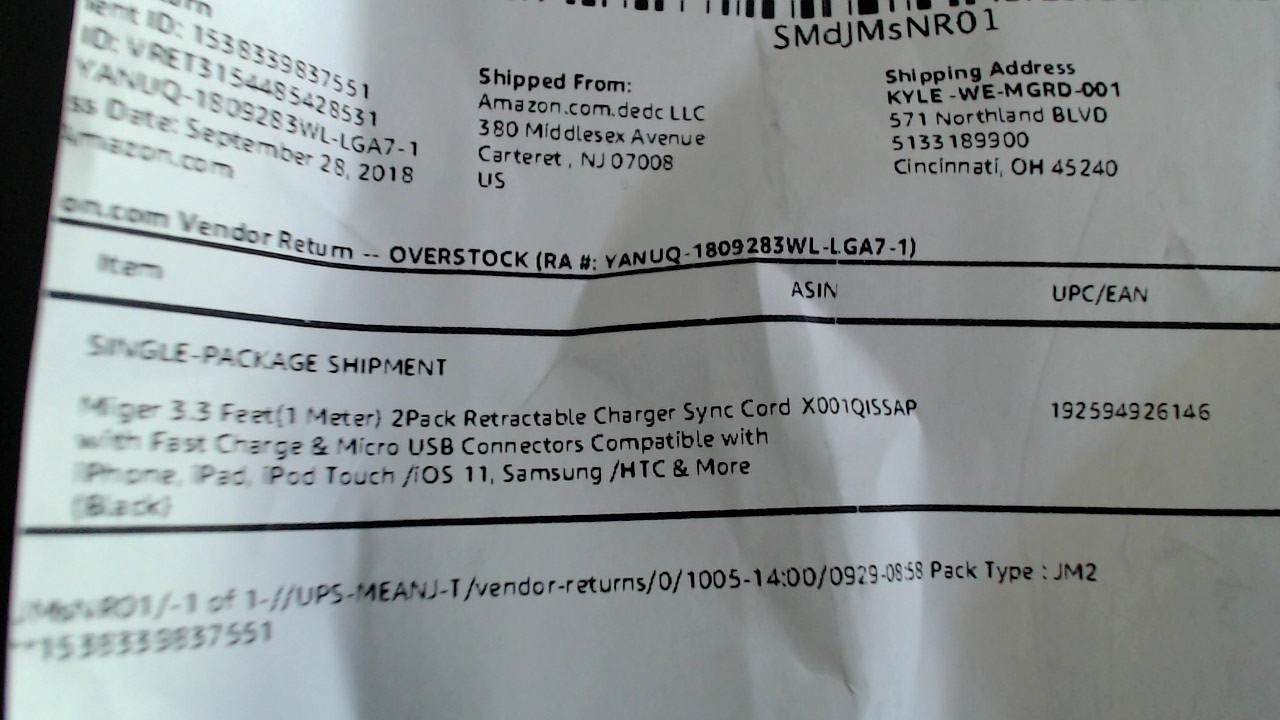 SMdJMsNR01
ID: 1538339837551
ID: VRET3154485428531
YANUQ-1809283WL-LGA7-1
Date: September 28, 2018
Amazon.com
Shipped From:
Amazon.com.dedc LLC
380 Middlesex Avenue
Carteret , NJ 07008
US
Shipping Address
KYLE -WE-MGRD-001
571 Northland BLVD
5133189900
Cincinnati, OH 45240
on.com Vendor Return -- OVERSTOCK (RA #: YANUQ-1809283WL-LGA7-1)
Item ASIN UPC/EAN
SINGLE-PACKAGE SHIPMENT
Miger 3.3 Feet(1 Meter) 2Pack Retractable Charger Sync Cord X001QISSAP 192594926146
with Fast Charge & Micro USB Connectors Compatible with
iPhone, iPad, iPod Touch /iOS 11, Samsung /HTC & More
(Black)
JMsNR01/-1 of 1-//UPS-MEANJ-T/vendor-returns/0/1005-14:00/0929-08:58 Pack Type : JM2
**1538339837551